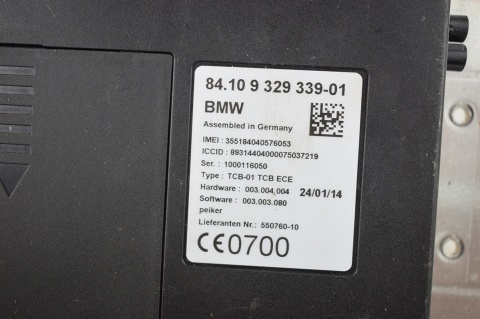 84.10 9 329 339-01
BMW
Assembled in Germany
IMEI : 355184040576053
ICCID : 89314404000075037219
Ser. : 1000116050
Type : TCB-01 TCB ECE
Hardware : 003.004.004 24/01/14
Software : 003.003.080
peiker
Lieferanten Nr.: 550760-10
CE0700